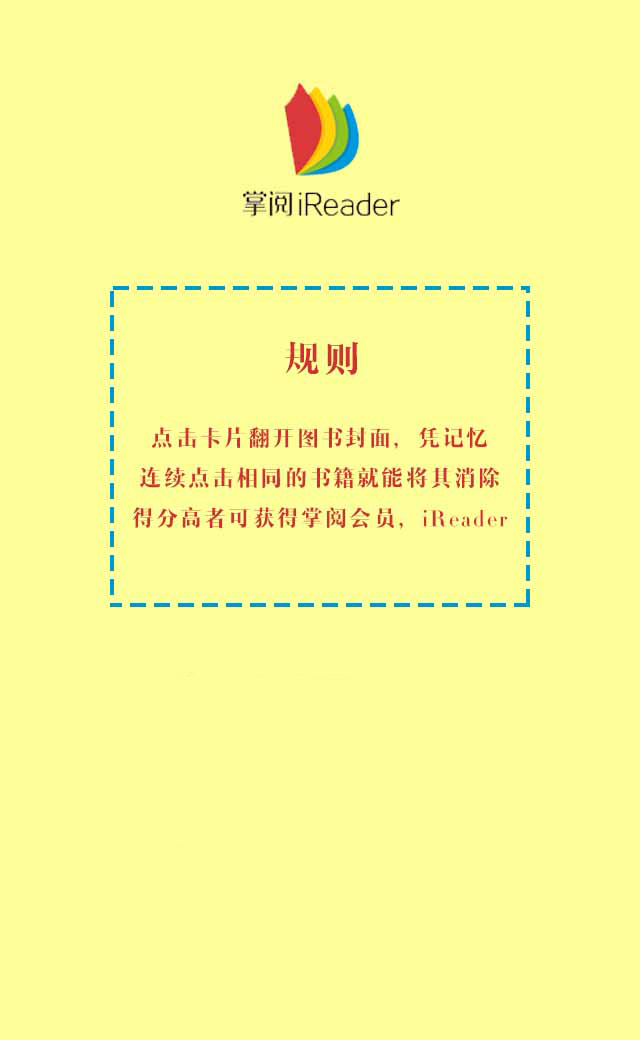 掌阅iReader
规则
点击卡片翻开图书封面，凭记忆
连续点击相同的书籍就能将其消除
得分高者可获得掌阅会员，iReader